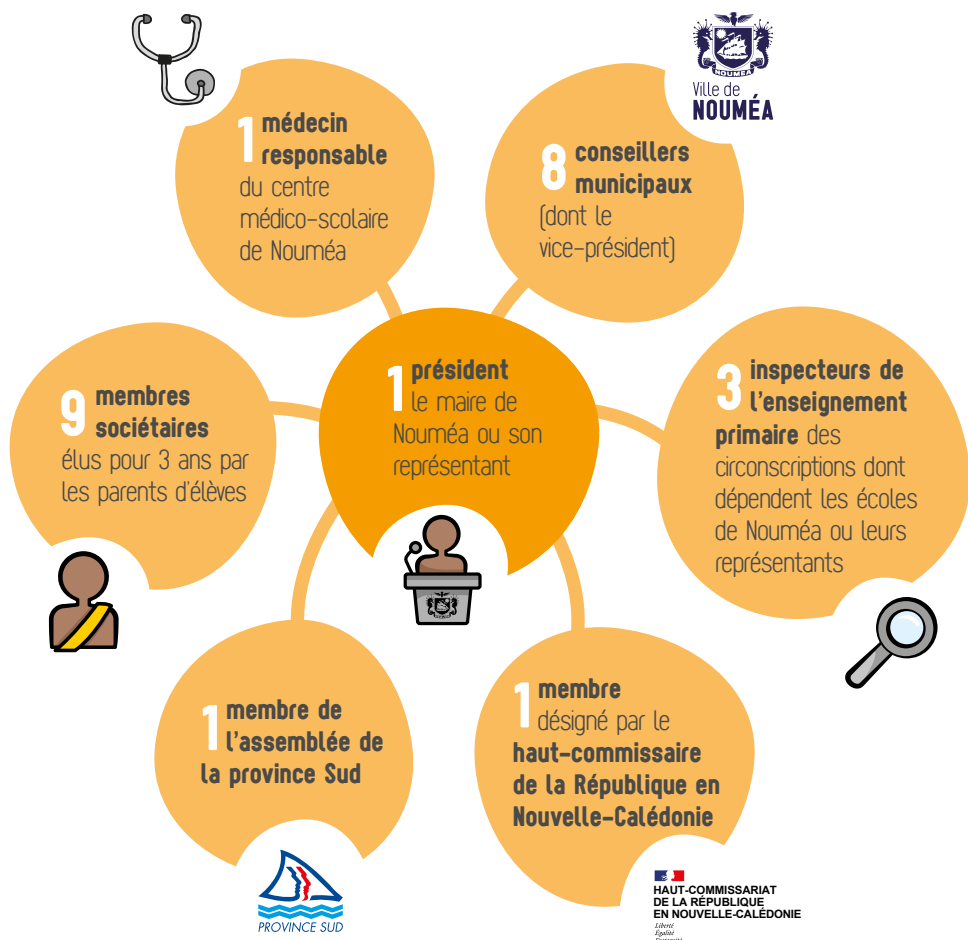 1 médecin
responsable
du centre
médico-scolaire
de Nouméa
NOUMEA
Ville de
NOUMÉA
8 conseillers
municipaux
(dont le
vice-président)
9 membres
sociétaires
élus pour 3 ans par
les parents d'élèves
1 président
le maire de
Nouméa ou son
représentant
3 inspecteurs de
l'enseignement
primaire des
circonscriptions dont
dépendent les écoles
de Nouméa ou leurs
représentants
1 membre de
l'assemblée de
la province Sud
1 membre
désigné par le
haut-commissaire
de la République en
Nouvelle-Calédonie
PROVINCE SUD
HAUT-COMMISSARIAT
DE LA RÉPUBLIQUE
EN NOUVELLE-CALÉDONIE
Liberté
Égalité
Fraternité